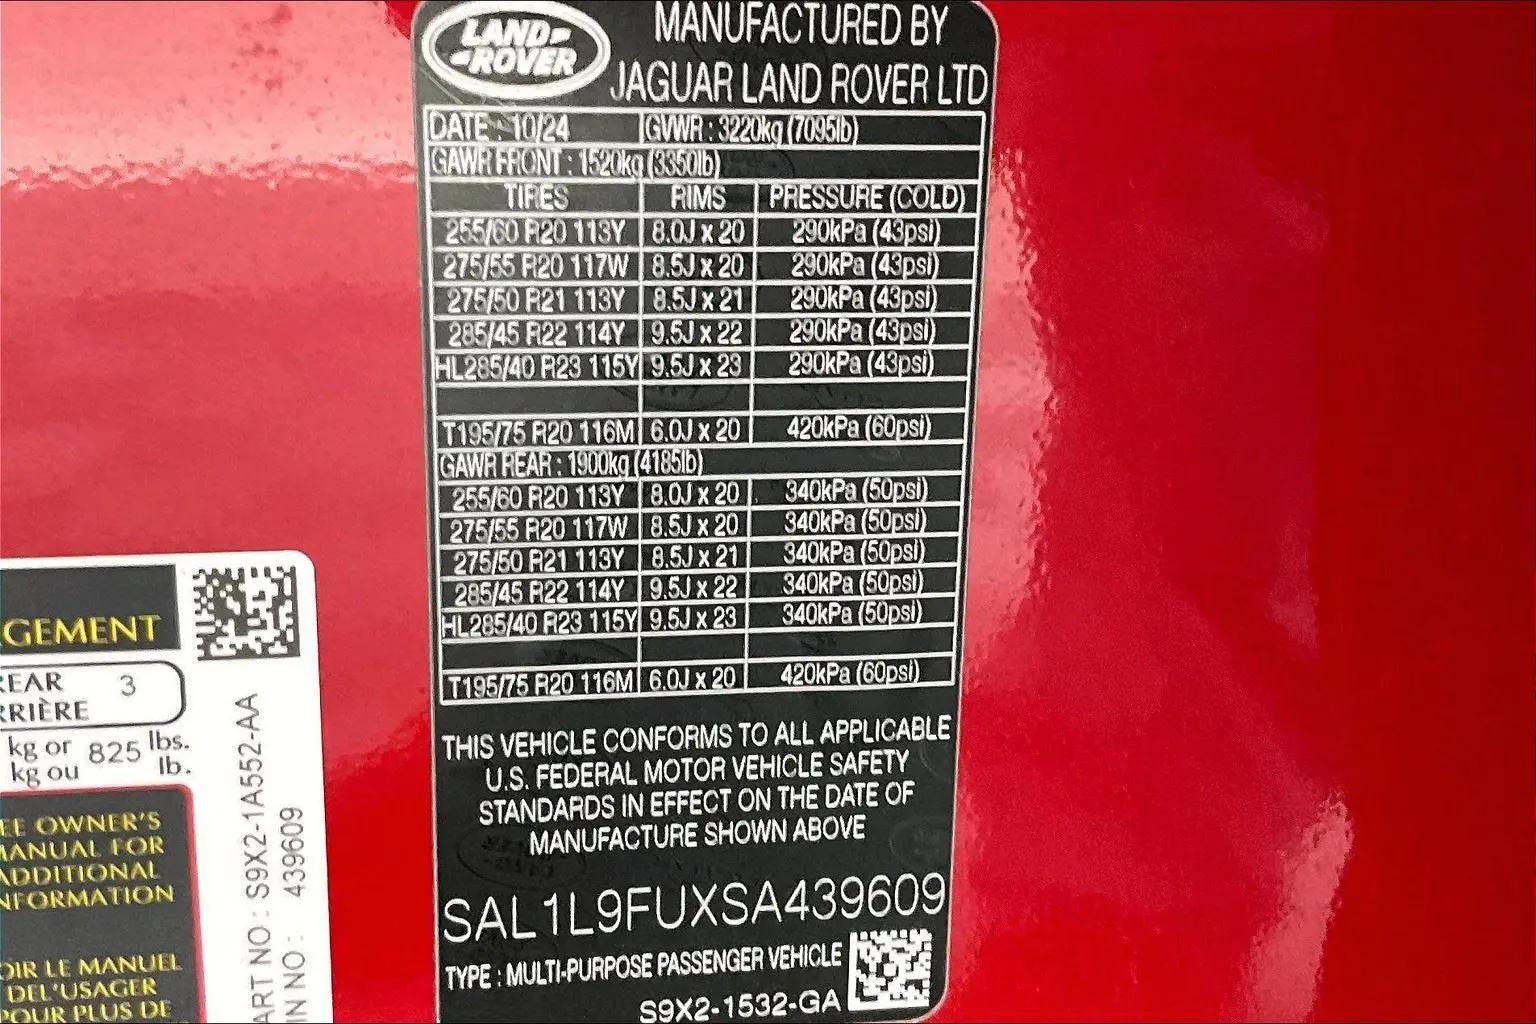 LAND-
-ROVER
MANUFACTURED BY
JAGUAR LAND ROVER LTD
DATE : 10/24 GVWR : 3220kg (7095lb)
GAWR FRONT : 1520kg (3350lb)
TIRES RIMS PRESSURE (COLD)
255/60 R20 113Y 8.0J x 20 290kPa (43psi)
275/55 R20 117W 8.5J x 20 290kPa (43psi)
275/50 R21 113Y 8.5J x 21 290kPa (43psi)
285/45 R22 114Y 9.5J x 22 290kPa (43psi)
HL285/40 R23 115Y 9.5J x 23 290kPa (43psi)
T195/75 R20 116M 6.0J x 20 420kPa (60psi)
GAWR REAR : 1900kg (4185lb)
255/60 R20 113Y 8.0J x 20 340kPa (50psi)
275/55 R20 117W 8.5J x 20 340kPa (50psi)
275/50 R21 113Y 8.5J x 21 340kPa (50psi)
285/45 R22 114Y 9.5J x 22 340kPa (50psi)
HL285/40 R23 115Y 9.5J x 23 340kPa (50psi)
T195/75 R20 116M 6.0J x 20 420kPa (60psi)
THIS VEHICLE CONFORMS TO ALL APPLICABLE
U.S. FEDERAL MOTOR VEHICLE SAFETY
STANDARDS IN EFFECT ON THE DATE OF
MANUFACTURE SHOWN ABOVE
SAL1L9FUXSA439609
TYPE : MULTI-PURPOSE PASSENGER VEHICLE
S9X2-1532-GA
GEMENT
EAR 3
RRIÈRE
kg or 825 lbs.
kg ou lb.
EE OWNER'S
MANUAL FOR
ADDITIONAL
NFORMATION
OIR LE MANUEL
DEL'USAGER
POUR PLUS DE
ART NO : S9X2-1A552-AA
IN NO : 439609